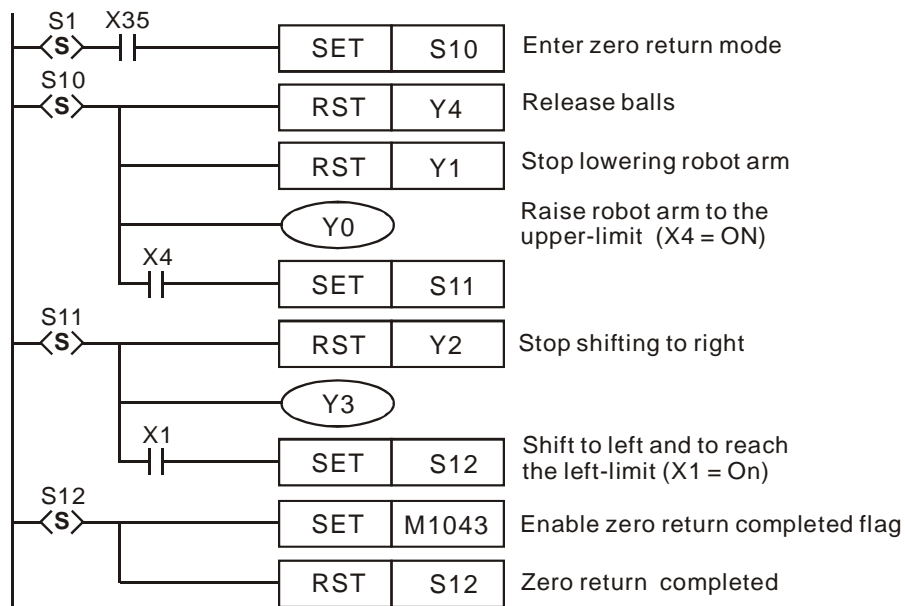 S1 X35
S SET S10 Enter zero return mode
S10
S RST Y4 Release balls
RST Y1 Stop lowering robot arm
Y0 Raise robot arm to the
upper-limit (X4 = ON)
X4
SET S11
S11
S RST Y2 Stop shifting to right
Y3
X1
SET S12 Shift to left and to reach
the left-limit (X1 = On)
S12
S SET M1043 Enable zero return completed flag
RST S12 Zero return completed